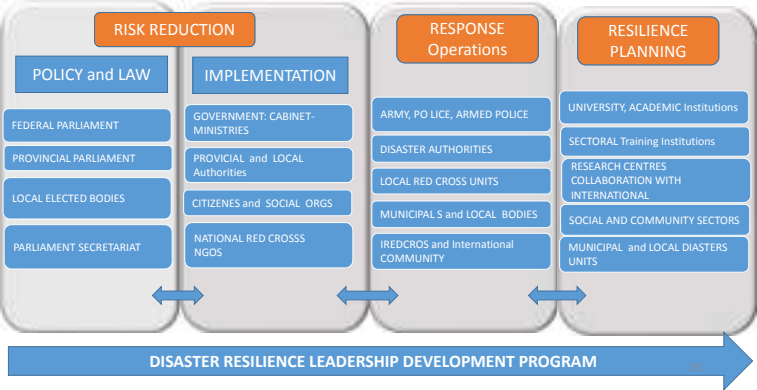 RISK REDUCTION
POLICY and LAW
FEDERAL PARLIAMENT
PROVINCIAL PARLIAMENT
LOCAL ELECTED BODIES
PARLIAMENT SECRETARIAT
IMPLEMENTATION
GOVERNMENT: CABINET-
MINISTRIES
PROVICIAL and LOCAL
Authorities
CITIZENES and SOCIAL ORGS
NATIONAL RED CROSSS
NGOS
RESPONSE
Operations
ARMY, PO LICE, ARMED POLICE
DISASTER AUTHORITIES
LOCAL RED CROSS UNITS
MUNICIPAL S and LOCAL BODIES
IREDCROS and International
COMMUNITY
RESILIENCE
PLANNING
UNIVERSITY, ACADEMIC Institutions
SECTORAL Training Institutions
RESEARCH CENTRES
COLLABORATION WITH
INTERNATIONAL
SOCIAL AND COMMUNITY SECTORS
MUNICIPAL and LOCAL DIASTERS
UNITS
DISASTER RESILIENCE LEADERSHIP DEVELOPMENT PROGRAM